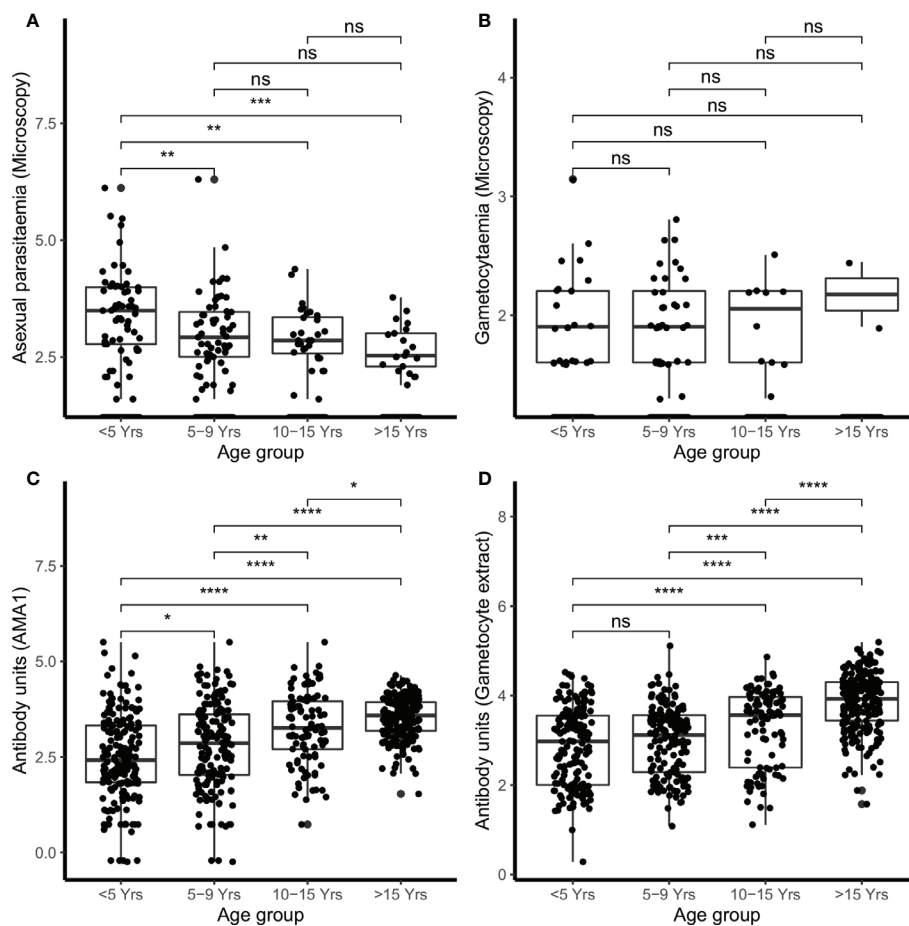 A
Asexual parasitaemia (Microscopy)
7.5
5.0
2.5
ns
ns
ns
***
**
**
<5 Yrs 5−9 Yrs 10−15 Yrs >15 Yrs
Age group
B
Gametocytaemia (Microscopy)
4
3
2
ns
ns
ns
ns
ns
ns
<5 Yrs 5−9 Yrs 10−15 Yrs >15 Yrs
Age group
C
Antibody units (AMA1)
7.5
5.0
2.5
0.0
*
****
**
****
****
*
<5 Yrs 5−9 Yrs 10−15 Yrs >15 Yrs
Age group
D
Antibody units (Gametocyte extract)
8
6
4
2
0
****
****
***
****
****
ns
<5 Yrs 5−9 Yrs 10−15 Yrs >15 Yrs
Age group